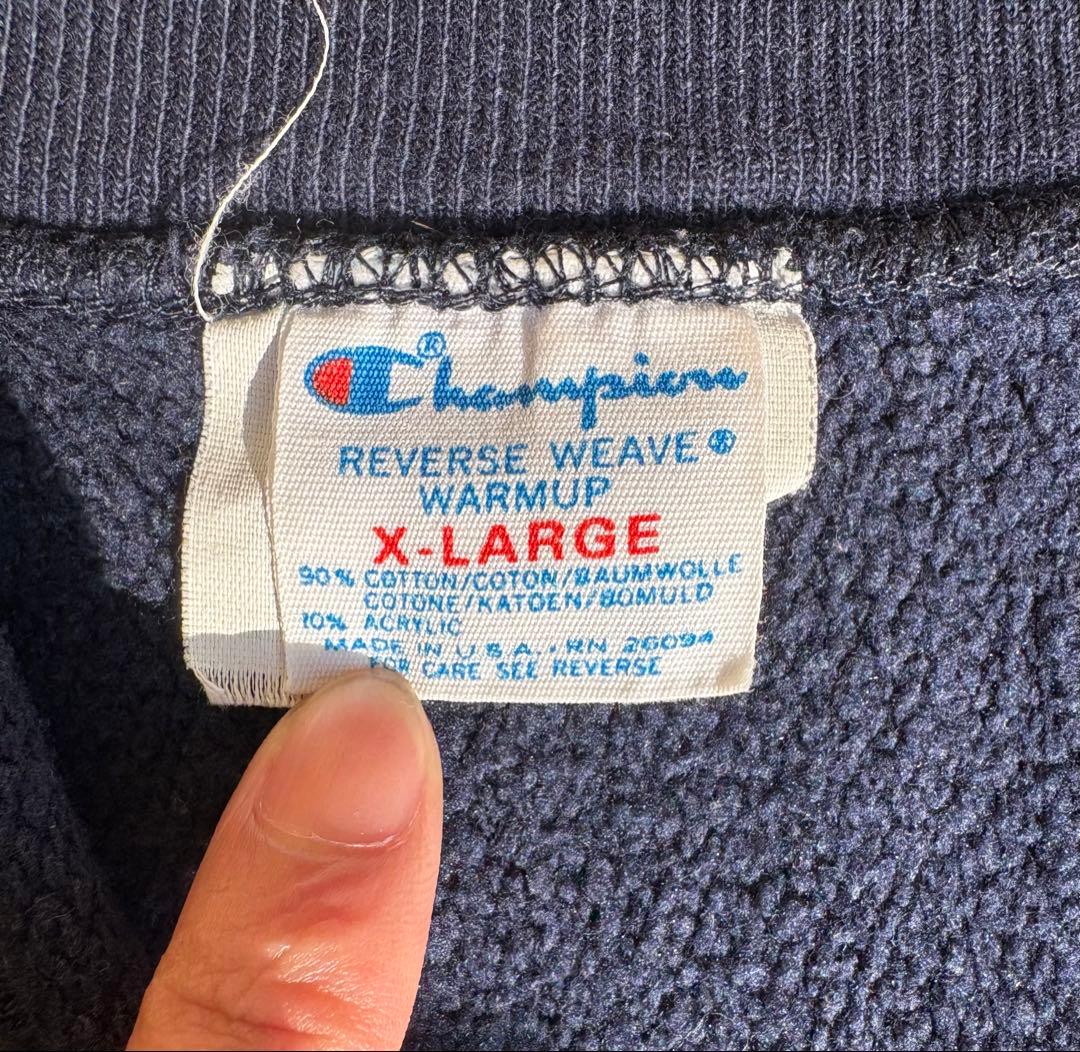 Champion®
REVERSE WEAVE®
WARMUP
X-LARGE
90% COTTON/COTON/BAUMWOLLE
COTONE/KATOEN/BOMULD
10% ACRYLIC
MADE IN U.S.A. . RN 26094
FOR CARE SEE REVERSE